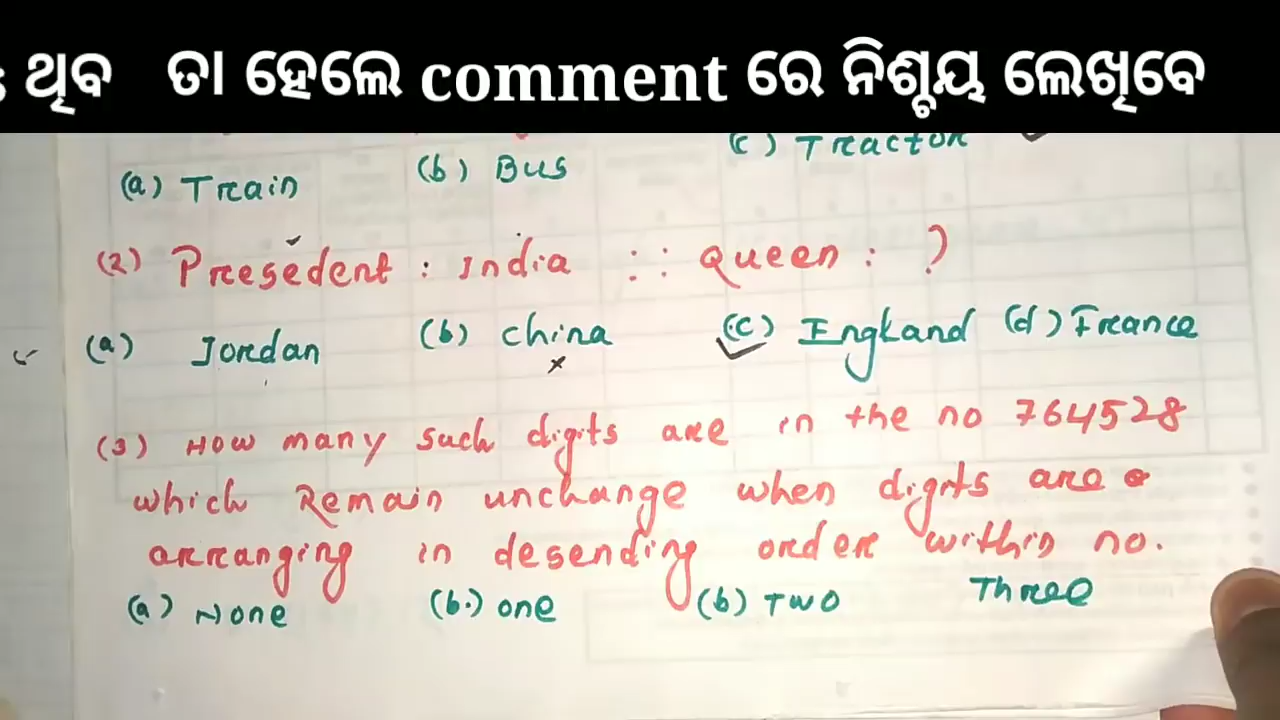 ଥିବ ତା ହେଲେ comment ରେ ନିଶ୍ଚୟ ଲେଖିବେ
(a) Train (b) Bus (c) Tractor
(2) Presedent : India :: Queen : ?
(a) Jordan (b) china (c) Engkand (d) France
(3) How many such digits are in the no 764528
which Remain unchange when digits are
arranging in desending order within no.
(a) None (b.) one (b) Two Three